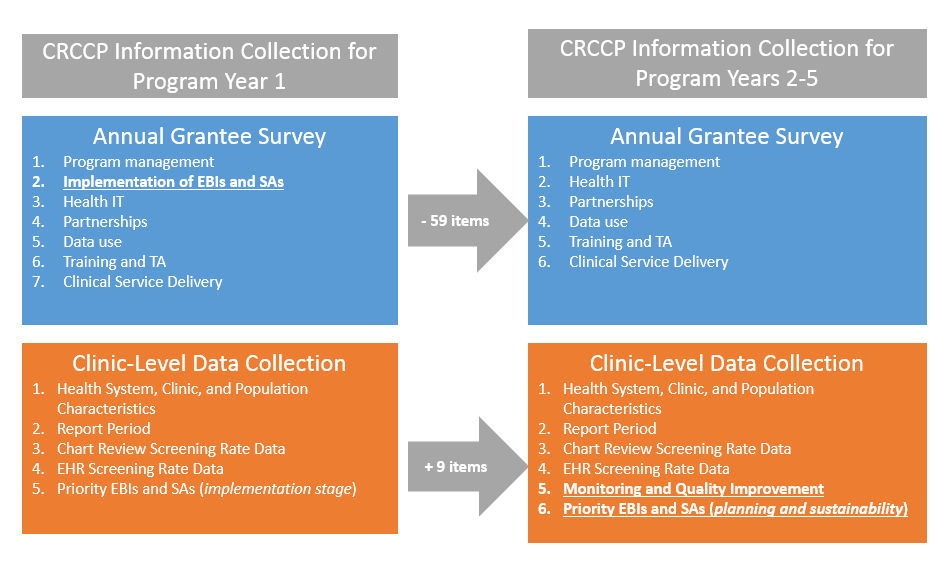 CRCCP Information Collection for
Program Year 1
Annual Grantee Survey
1. Program management
2. Implementation of EBIs and SAs
3. Health IT
4. Partnerships
5. Data use
6. Training and TA
7. Clinical Service Delivery
- 59 items
CRCCP Information Collection for
Program Years 2-5
Annual Grantee Survey
1. Program management
2. Health IT
3. Partnerships
4. Data use
5. Training and TA
6. Clinical Service Delivery
Clinic-Level Data Collection
1. Health System, Clinic, and Population
Characteristics
2. Report Period
3. Chart Review Screening Rate Data
4. EHR Screening Rate Data
5. Priority EBIs and SAs (implementation stage)
+ 9 items
Clinic-Level Data Collection
1. Health System, Clinic, and Population
Characteristics
2. Report Period
3. Chart Review Screening Rate Data
4. EHR Screening Rate Data
5. Monitoring and Quality Improvement
6. Priority EBIs and SAs (planning and sustainability)